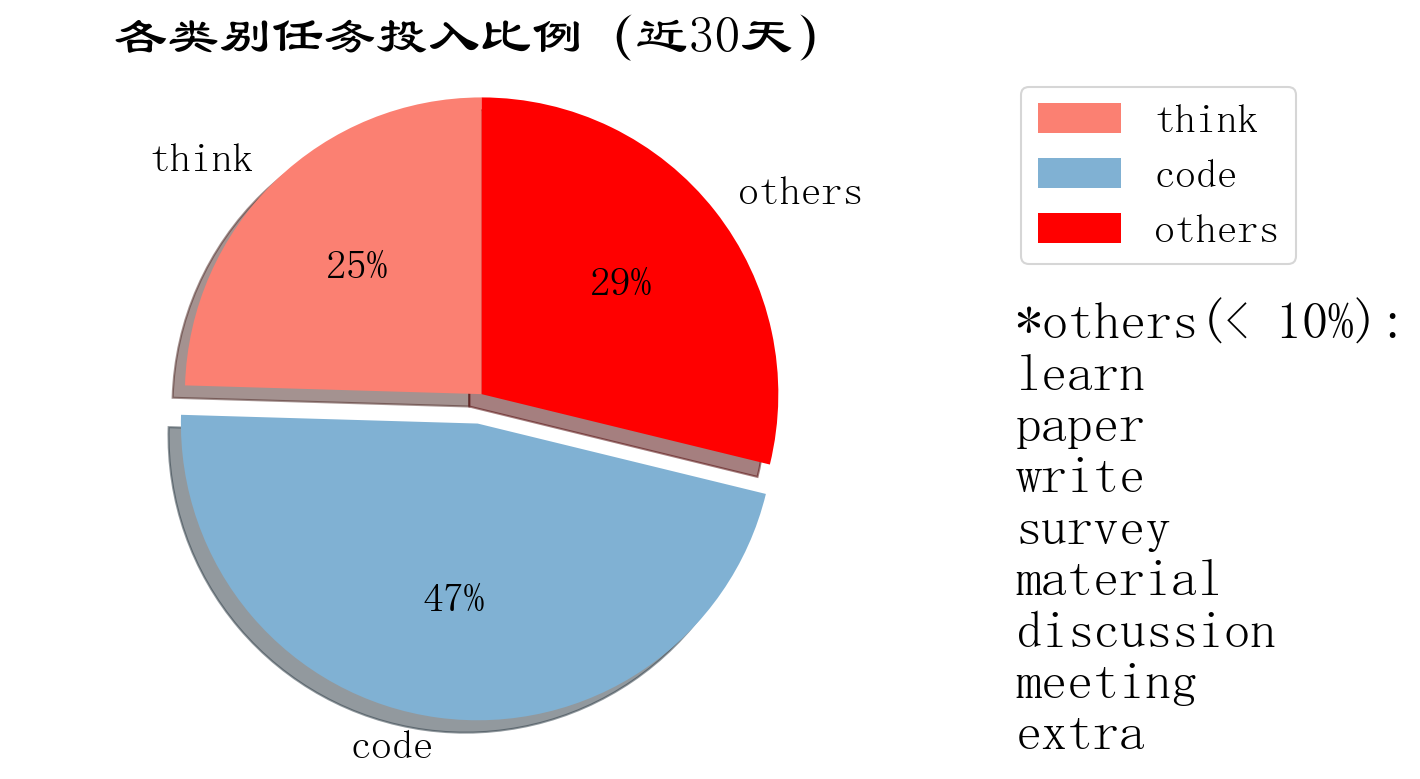 各类别任务投入比例 (近30天)
think
others
25%
29%
47%
code
think
code
others
*others(< 10%):
learn
paper
write
survey
material
discussion
meeting
extra